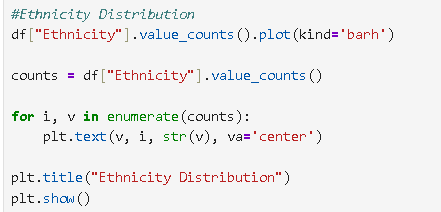 #Ethnicity Distribution
df["Ethnicity"].value_counts().plot(kind='barh')
counts = df["Ethnicity"].value_counts()
for i, v in enumerate(counts):
    plt.text(v, i, str(v), va='center')
plt.title("Ethnicity Distribution")
plt.show()